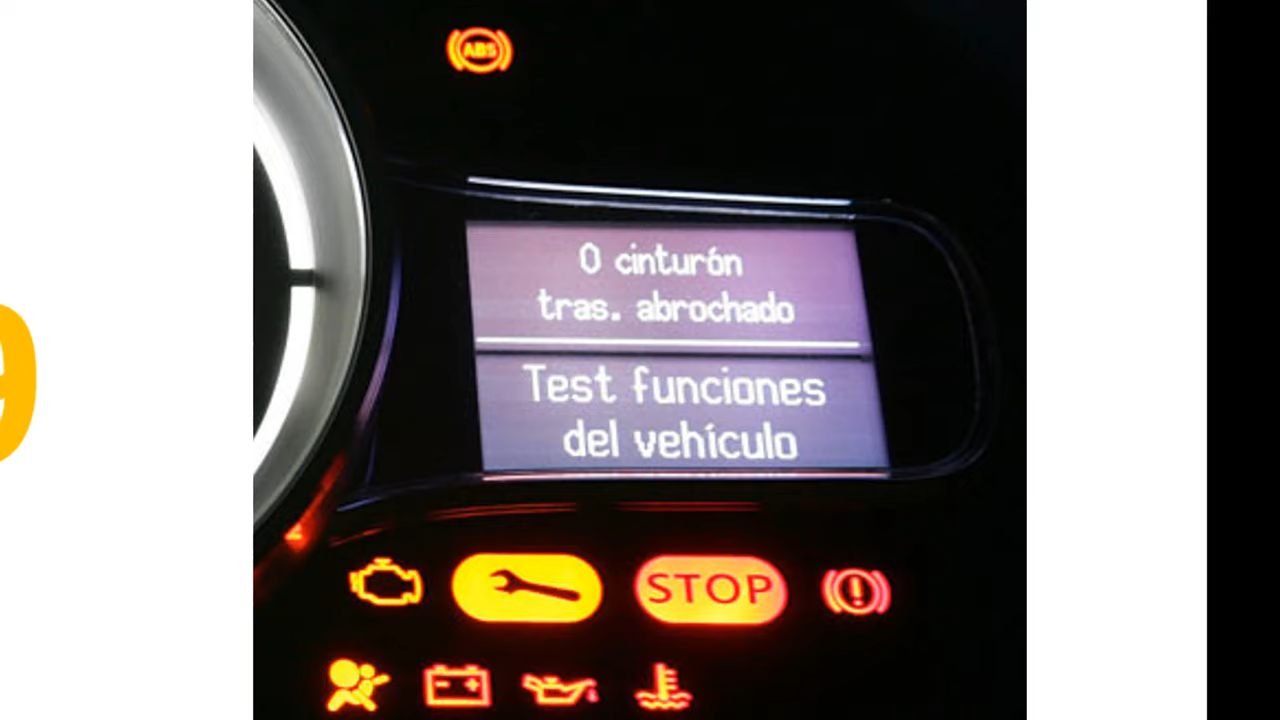 ABS
0 cinturón
tras. abrochado
Test funciones
del vehículo
STOP